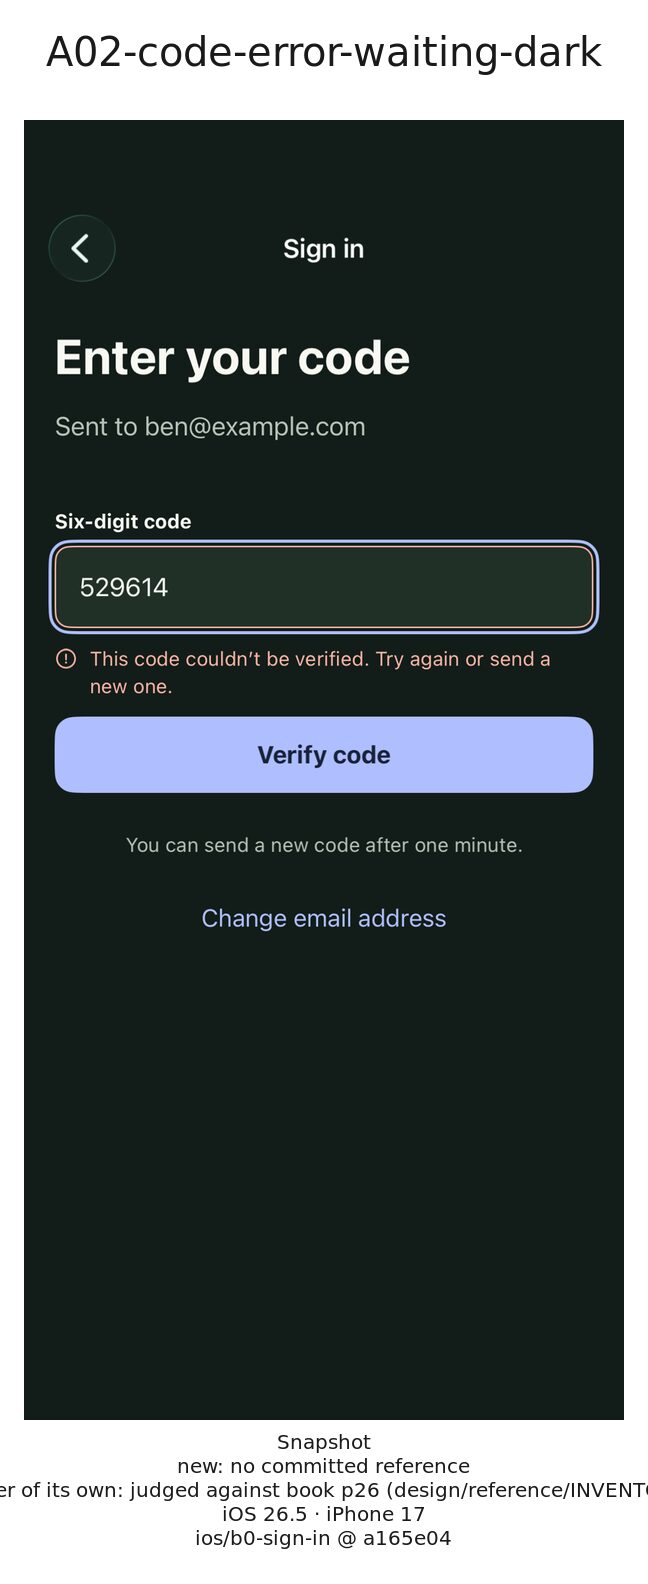 A02-code-error-waiting-dark
Sign in
Enter your code
Sent to ben@example.com
Six-digit code
529614
This code couldn’t be verified. Try again or send a
new one.
Verify code
You can send a new code after one minute.
Change email address
Snapshot
new: no committed reference
of its own: judged against book p26 (design/reference/
iOS 26.5 · iPhone 17
ios/b0-sign-in @ a165e04